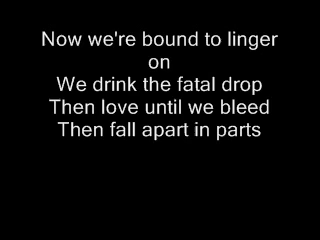 Now we're bound to linger
on
We drink the fatal drop
Then love until we bleed
Then fall apart in parts